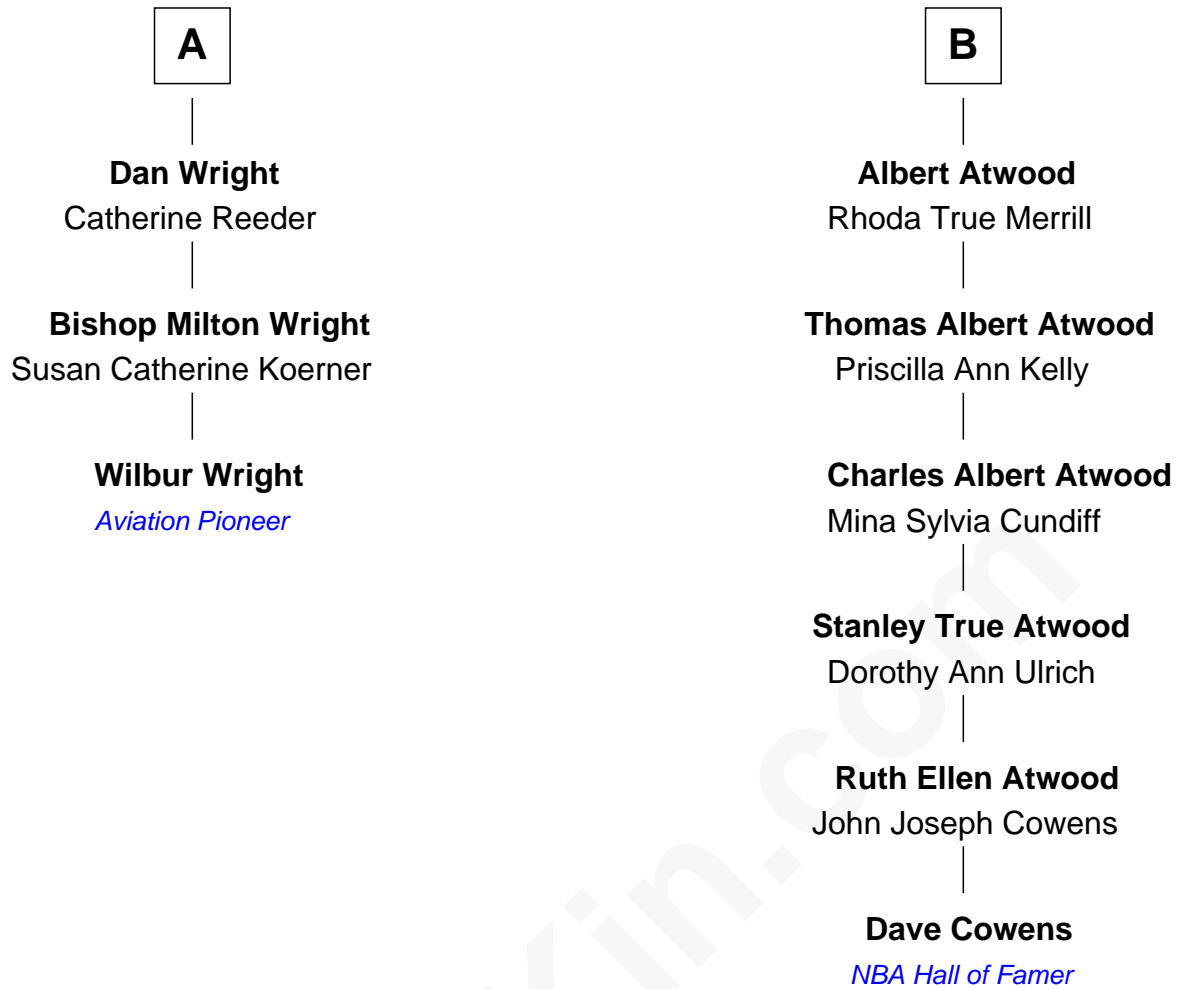 A
Dan Wright
Catherine Reeder
Bishop Milton Wright
Susan Catherine Koerner
Wilbur Wright
Aviation Pioneer
B
Albert Atwood
Rhoda True Merrill
Thomas Albert Atwood
Priscilla Ann Kelly
Charles Albert Atwood
Mina Sylvia Cundiff
Stanley True Atwood
Dorothy Ann Ulrich
Ruth Ellen Atwood
John Joseph Cowens
Dave Cowens
NBA Hall of Famer